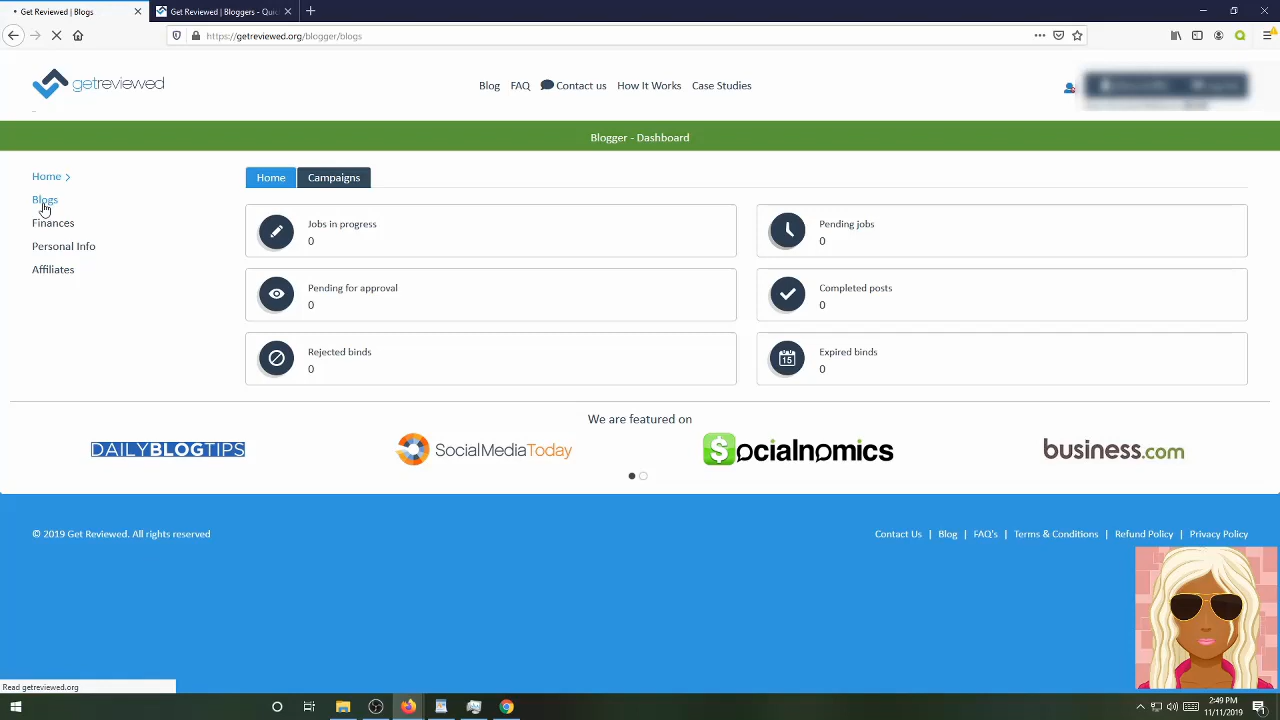 Get Reviewed | Blogs
Get Reviewed | Bloggers - Quic
https://getreviewed.org/blogger/blogs
getreviewed
Blog FAQ Contact us How It Works Case Studies
Blogger - Dashboard
Home >
Blogs
Finances
Personal Info
Affiliates
Home Campaigns
Jobs in progress
0
Pending jobs
0
Pending for approval
0
Completed posts
0
Rejected binds
0
15
Expired binds
0
We are featured on
DAILYBLOGTIPS
SocialMediaToday
$ocialnomics
business.com
© 2019 Get Reviewed. All rights reserved
Contact Us | Blog | FAQ's | Terms & Conditions | Refund Policy | Privacy Policy
Read getreviewed.org
2:49 PM
11/11/2019